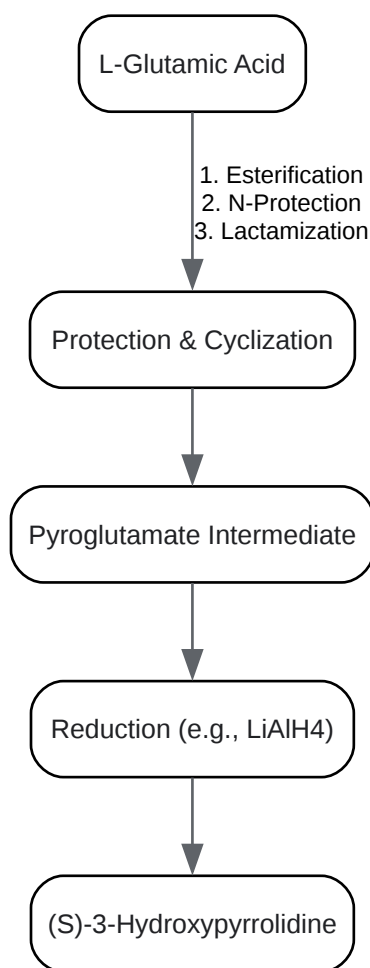 L-Glutamic Acid
1. Esterification
2. N-Protection
3. Lactamization
Protection & Cyclization
Pyroglutamate Intermediate
Reduction (e.g., LiAlH4)
(S)-3-Hydroxypyrrolidine